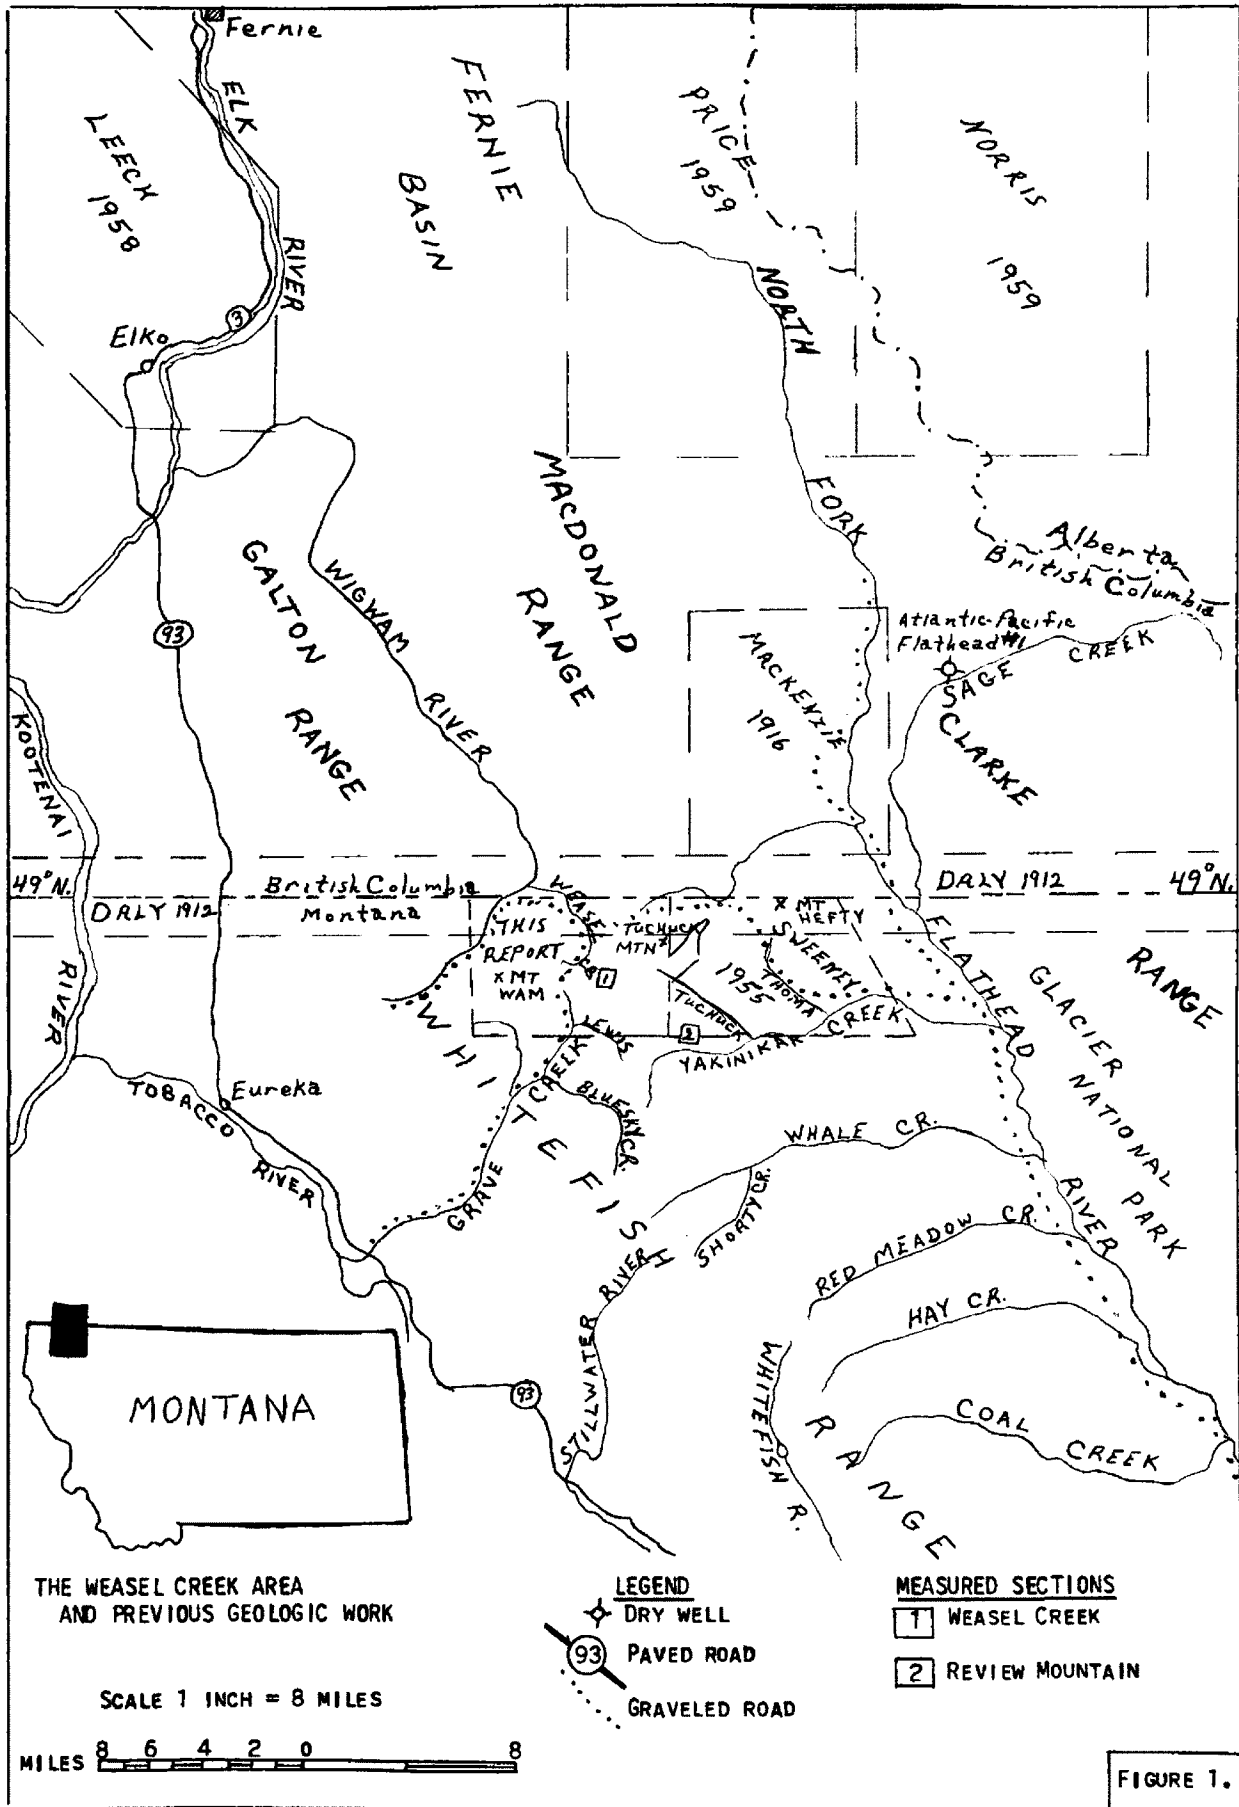 Fernie
ELK
RIVER
LEECH
1958
FERNIE
BASIN
PRICE
1959
NORRIS
1959
3
Elko
NORTH
FORK
MACDONALD
RANGE
GALTON
RANGE
WIGWAM
RIVER
Alberta
British Columbia
93
Atlantic-Pacific
Flathead #1
SAGE
CREEK
MACKENZIE
1916
CLARKE
RANGE
KOOTENAI
RIVER
49° N.
British Columbia
DALY 1912
49° N.
DALY 1912
Montana
WEASEL
THIS
REPORT
X MT
WAM
1
TUCHUCK
MTN X
X MT
HEFTY
SWEENEY
1955
THOMA
TUCHUCK
2
YAKINIKAK
CREEK
FLATHEAD
RIVER
GLACIER
NATIONAL
PARK
WHITEFISH
RANGE
LEWIS
CREEK
GRAVE
BLUESKY CR.
Eureka
TOBACCO
RIVER
WHALE CR.
SHORTY CR.
RED MEADOW CR.
HAY CR.
COAL
CREEK
STILLWATER RIVER
WHITEFISH R.
93
MONTANA
THE WEASEL CREEK AREA
AND PREVIOUS GEOLOGIC WORK
SCALE 1 INCH = 8 MILES
MILES 8 6 4 2 0 8
LEGEND
DRY WELL
93 PAVED ROAD
GRAVELED ROAD
MEASURED SECTIONS
1 WEASEL CREEK
2 REVIEW MOUNTAIN
FIGURE 1.